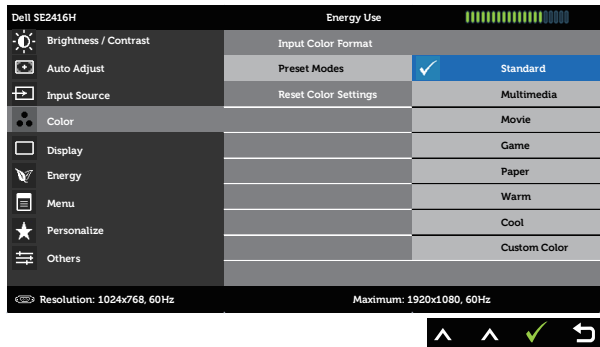 Dell SE2416H
Energy Use
Brightness / Contrast
Auto Adjust
Input Source
Color
Display
Energy
Menu
Personalize
Others
Input Color Format
Preset Modes
Reset Color Settings
Standard
Multimedia
Movie
Game
Paper
Warm
Cool
Custom Color
Resolution: 1024x768, 60Hz
Maximum: 1920x1080, 60Hz